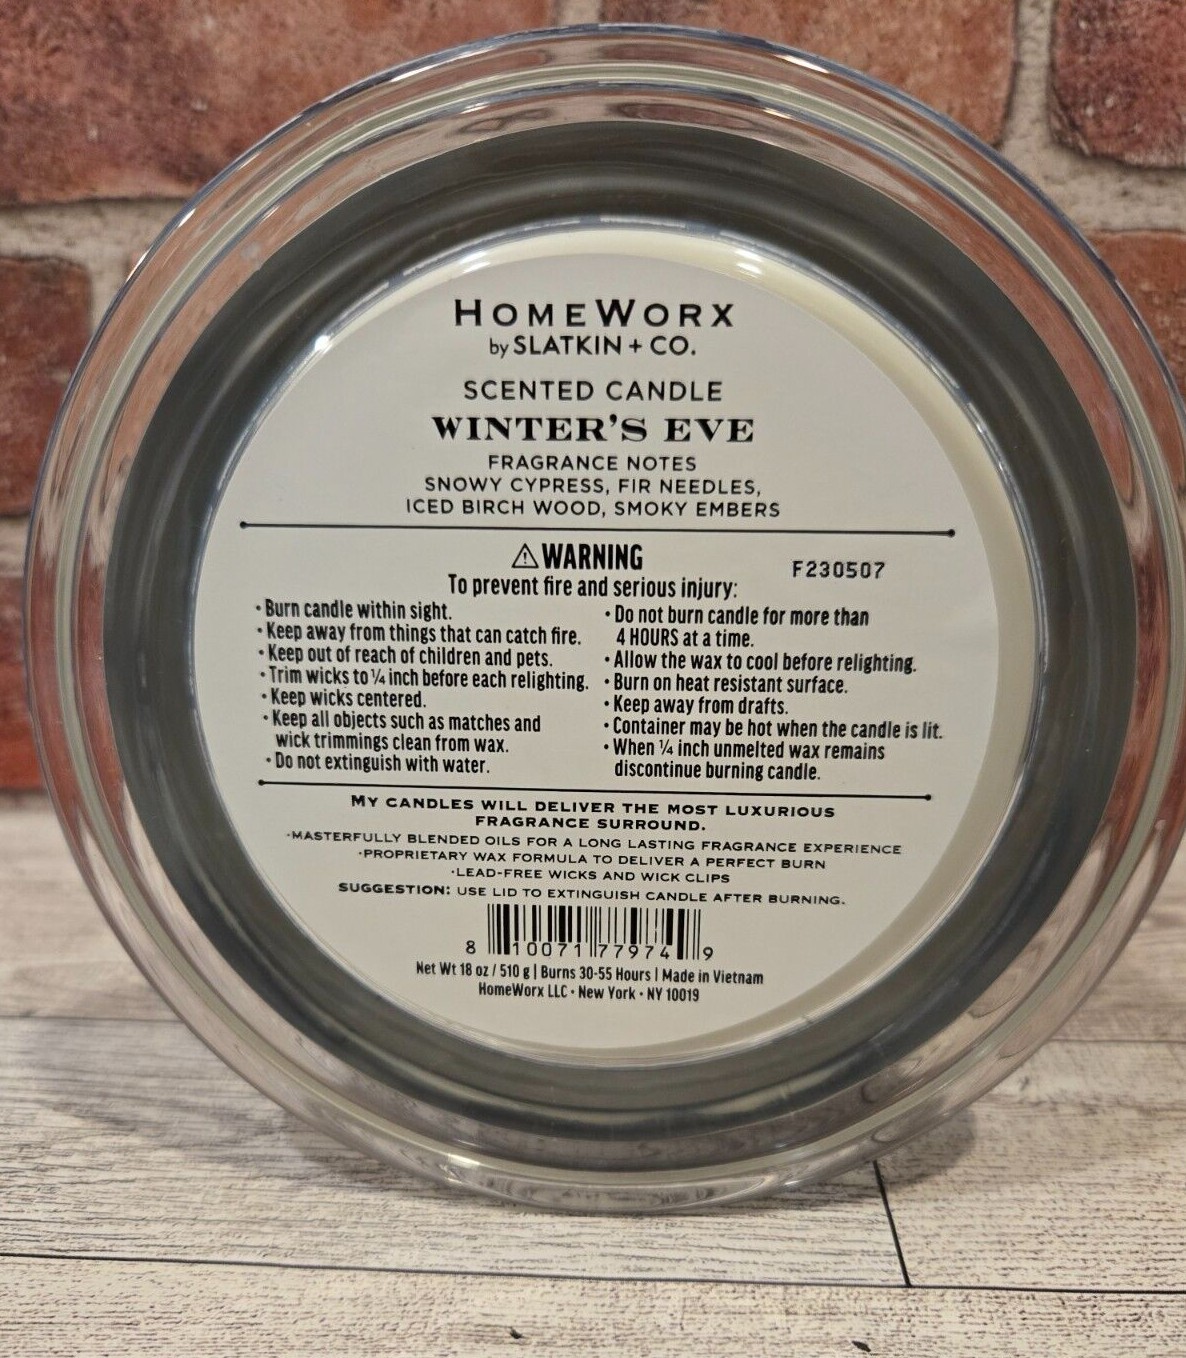 HOMEWORX
by SLATKIN + CO.
SCENTED CANDLE
WINTER'S EVE
FRAGRANCE NOTES
SNOWY CYPRESS, FIR NEEDLES,
ICED BIRCH WOOD, SMOKY EMBERS
⚠WARNING
F230507
To prevent fire and serious injury:
• Burn candle within sight.
• Keep away from things that can catch fire.
• Keep out of reach of children and pets.
• Trim wicks to ¼ inch before each relighting.
• Keep wicks centered.
• Keep all objects such as matches and
wick trimmings clean from wax.
• Do not extinguish with water.
• Do not burn candle for more than
4 HOURS at a time.
• Allow the wax to cool before relighting.
• Burn on heat resistant surface.
• Keep away from drafts.
• Container may be hot when the candle is lit.
• When ¼ inch unmelted wax remains
discontinue burning candle.
MY CANDLES WILL DELIVER THE MOST LUXURIOUS
FRAGRANCE SURROUND.
•MASTERFULLY BLENDED OILS FOR A LONG LASTING FRAGRANCE EXPERIENCE
•PROPRIETARY WAX FORMULA TO DELIVER A PERFECT BURN
•LEAD-FREE WICKS AND WICK CLIPS
SUGGESTION: USE LID TO EXTINGUISH CANDLE AFTER BURNING.
8 10071 77974 9
Net Wt 18 oz / 510 g | Burns 30-55 Hours | Made in Vietnam
HomeWorx LLC • New York • NY 10019